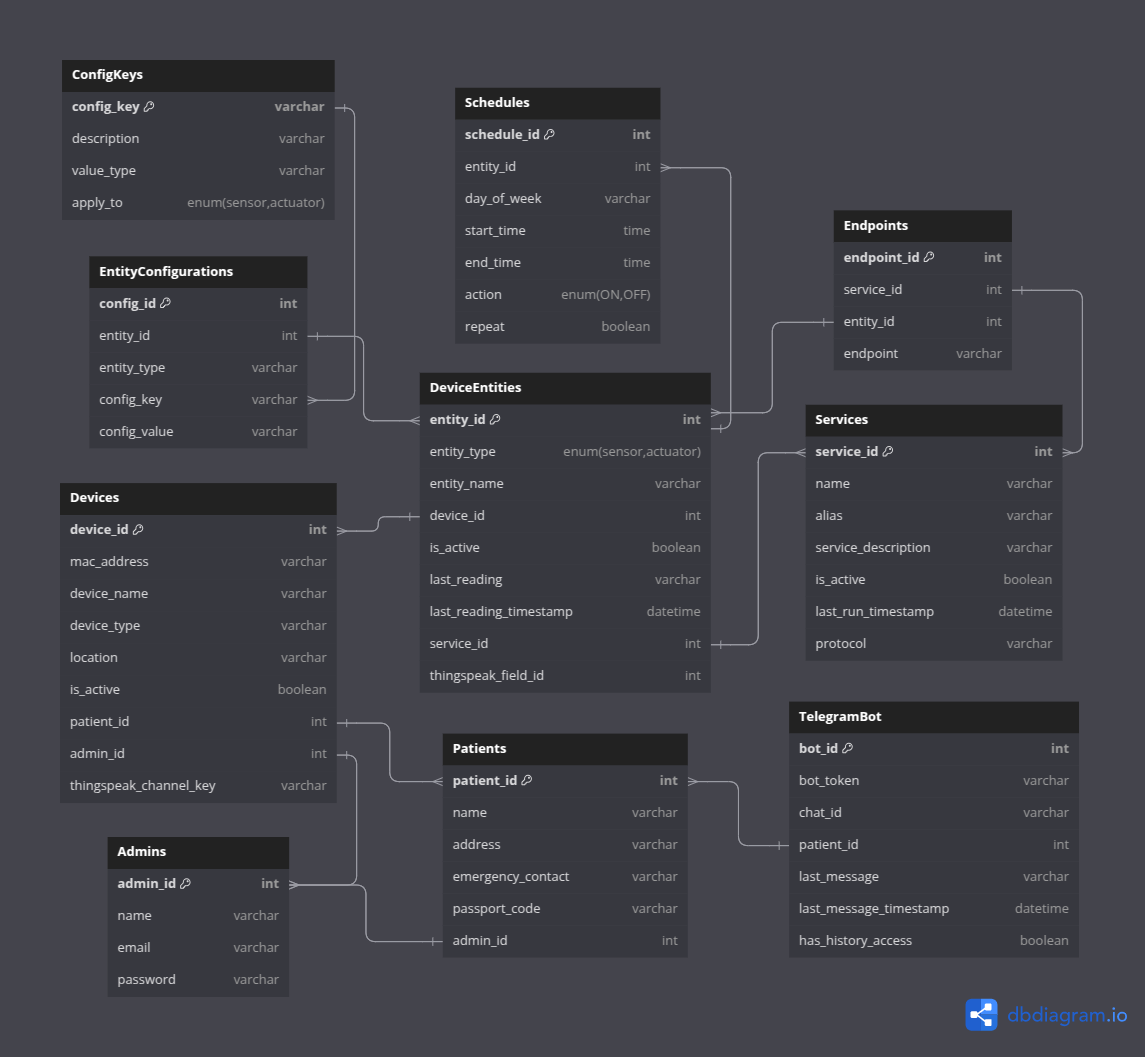 ConfigKeys
config_key varchar
description varchar
value_type varchar
apply_to enum(sensor,actuator)
Schedules
schedule_id int
entity_id int
day_of_week varchar
start_time time
end_time time
action enum(ON,OFF)
repeat boolean
Endpoints
endpoint_id int
service_id int
entity_id int
endpoint varchar
EntityConfigurations
config_id int
entity_id int
entity_type varchar
config_key varchar
config_value varchar
DeviceEntities
entity_id int
entity_type enum(sensor,actuator)
entity_name varchar
device_id int
is_active boolean
last_reading varchar
last_reading_timestamp datetime
service_id int
thingspeak_field_id int
Services
service_id int
name varchar
alias varchar
service_description varchar
is_active boolean
last_run_timestamp datetime
protocol varchar
Devices
device_id int
mac_address varchar
device_name varchar
device_type varchar
location varchar
is_active boolean
patient_id int
admin_id int
thingspeak_channel_key varchar
Patients
patient_id int
name varchar
address varchar
emergency_contact varchar
passport_code varchar
admin_id int
TelegramBot
bot_id int
bot_token varchar
chat_id varchar
patient_id int
last_message varchar
last_message_timestamp datetime
has_history_access boolean
Admins
admin_id int
name varchar
email varchar
password varchar
dbdiagram.io